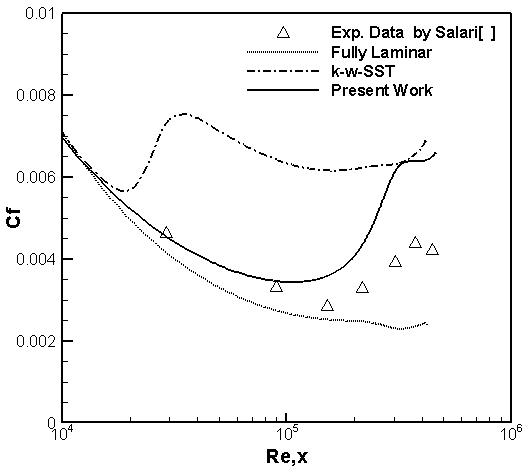 0.01
Exp. Data by Salari[ ]
Fully Laminar
k-w-SST
Present Work
0.008
0.006
Cf
0.004
0.002
0
10^4
10^5
10^6
Re,x